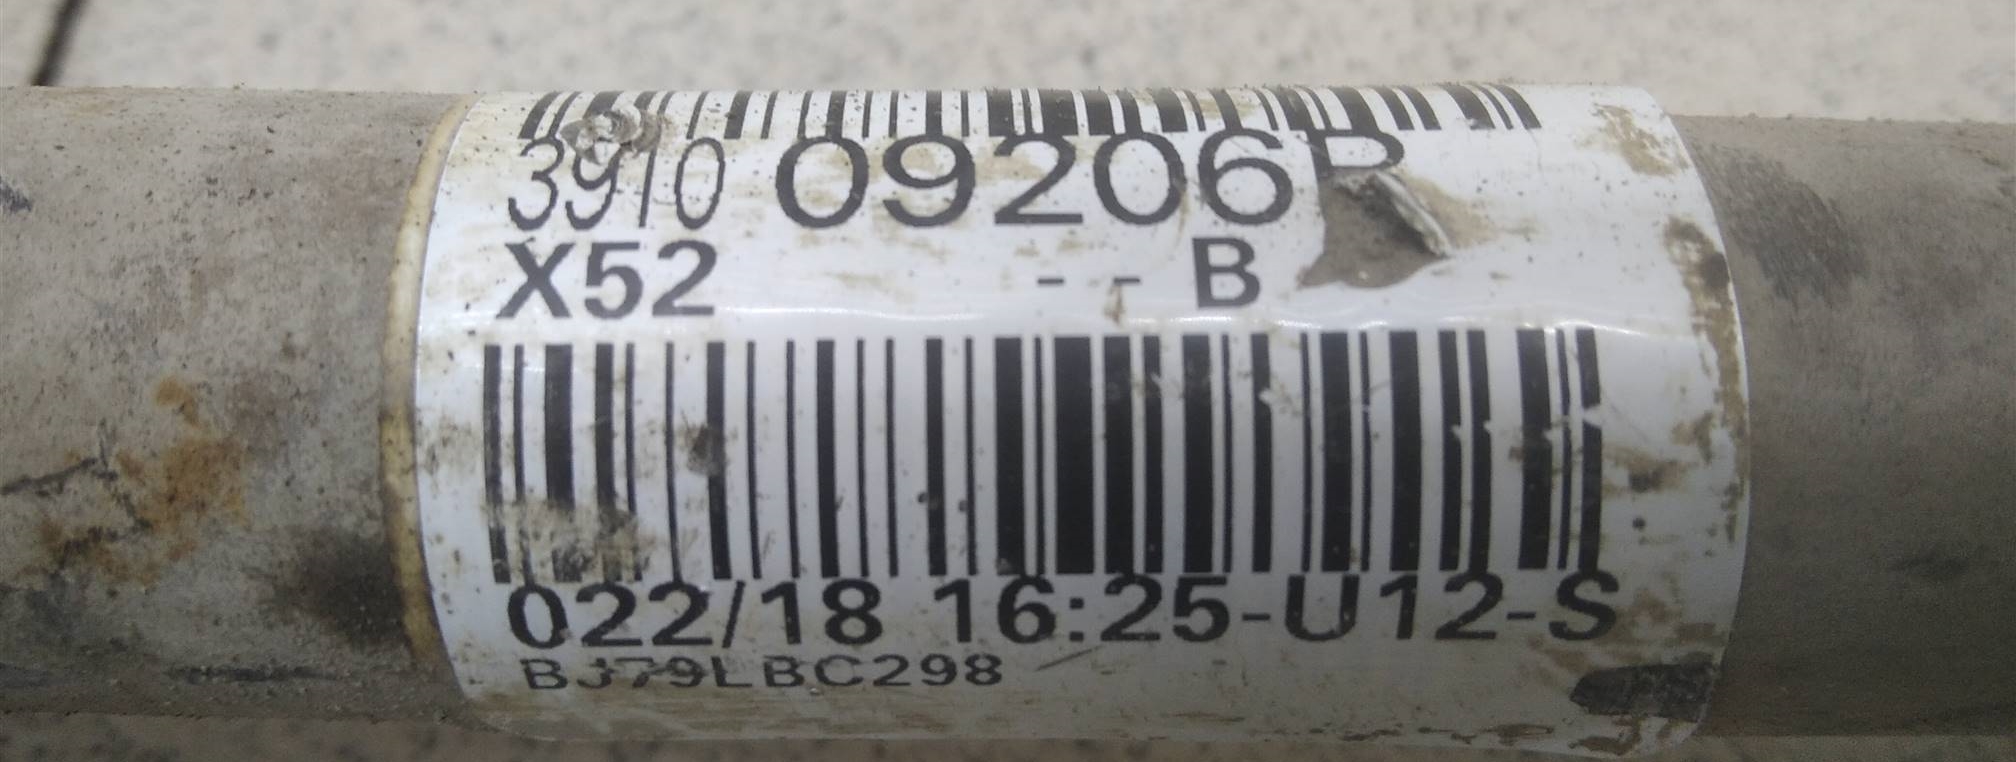 3910 09206R
X52 - - B
022/18 16:25-U12-S
BJ79LBC298